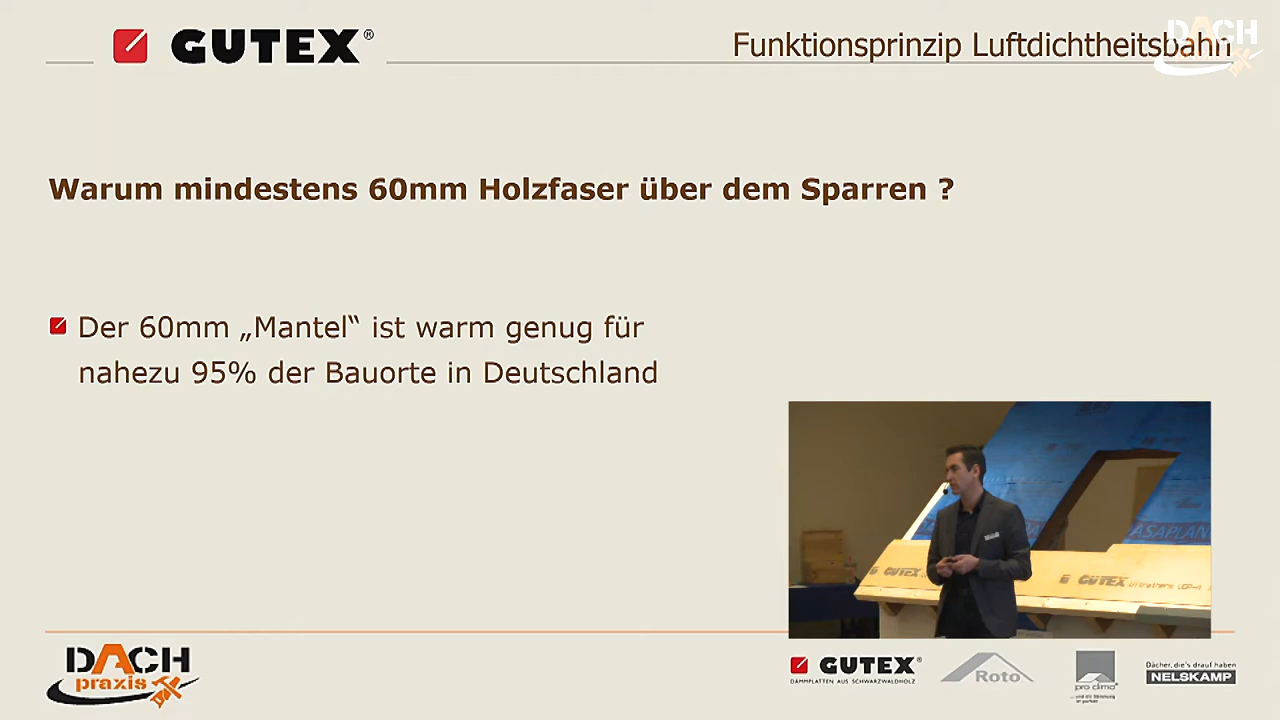 GUTEX®
Funktionsprinzip Luftdichtheitsbahn
DACH
Warum mindestens 60mm Holzfaser über dem Sparren ?
Der 60mm „Mantel“ ist warm genug für
nahezu 95% der Bauorte in Deutschland
ASAPLAN
GUTEX
GUTEX
DACH
praxis
GUTEX®
DÄMMPLATTEN AUS SCHWARZWALDHOLZ
Roto
pro clima®
Dächer, die's drauf haben
NELSKAMP